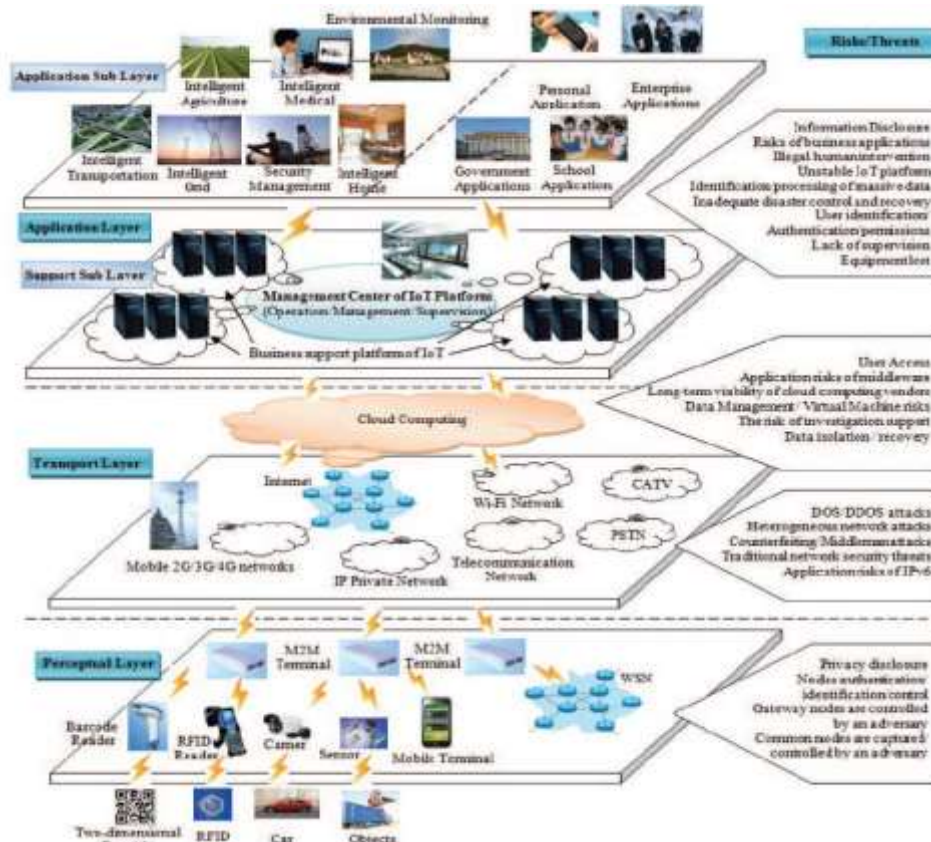 Environmental Monitoring
Risks/Threats
Application Sub Layer
Intelligent
Agriculture
Intelligent
Medical
Personal
Application
Enterprise
Applications
Intelligent
Transportation
Intelligent
Grid
Security
Management
Intelligent
Home
Government
Applications
School
Application
Information Disclosure
Risks of business applications
Illegal human intervention
Unstable IoT platform
Identification processing of massive data
Inadequate disaster control and recovery
User identification/
Authentication permissions
Lack of supervision
Application Layer
Support Sub Layer
Management Center of IoT Platform
(Operation/Management/Supervision)
Business support platform of IoT
User Access
Application risks of middleware
Long-term viability of cloud computing vendors
Data Management / Virtual Machine risks
The risk of investigation support
Data isolation / recovery
Cloud Computing
Transport Layer
Internet
Wi-Fi Network
CATV
Mobile 2G/3G/4G networks
IP Private Network
Telecommunication
Network
PSTN
DOS/DDOS attacks
Heterogeneous network attacks
Counterfeiting/Middleman attacks
Traditional network security threats
Application risks of IPv6
Perceptual Layer
M2M
Terminal
M2M
Terminal
WSN
Barcode
Reader
RFID
Reader
Sensor
Mobile Terminal
Privacy disclosure
Nodes authentication/
identification control
Gateway nodes are controlled
by an adversary
Common nodes are captured/
controlled by an adversary
Two-dimensional
RFID
Car
Objects